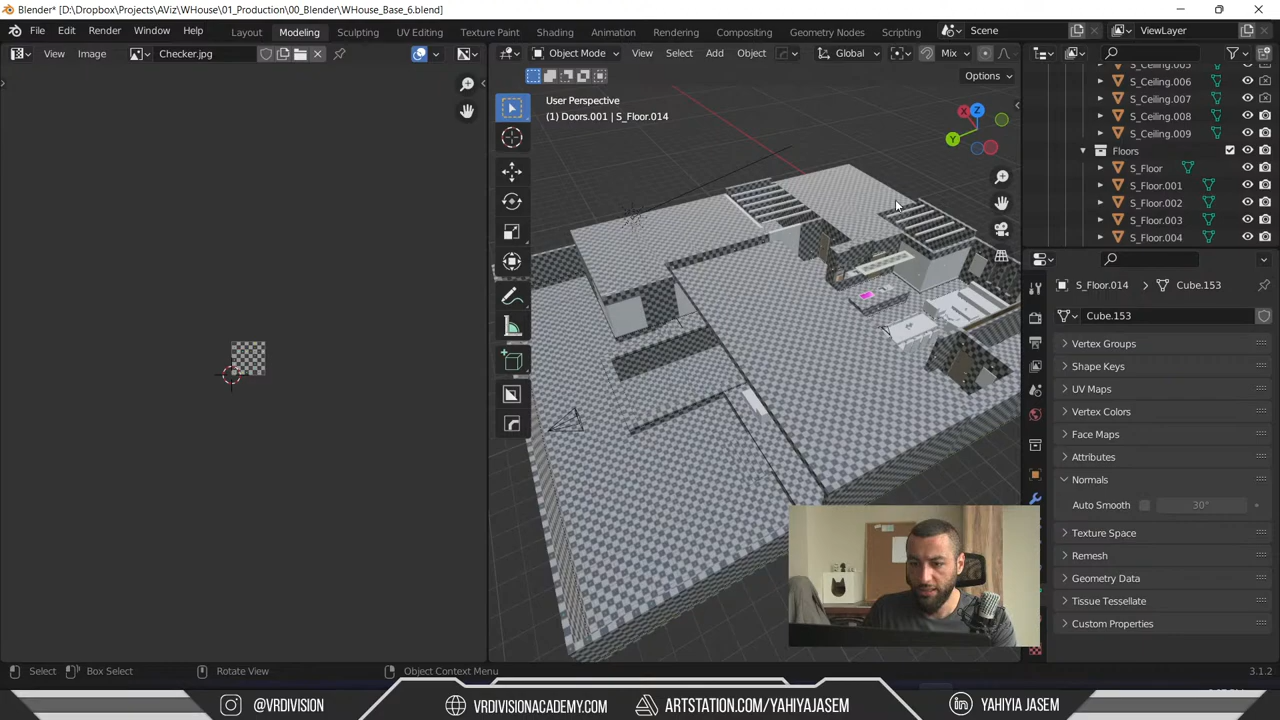 Blender* [D:\Dropbox\Projects\AViz\WHouse\01_Production\00_Blender\WHouse_Base_6.blend]
File Edit Render Window Help Layout Modeling Sculpting UV Editing Texture Paint Shading Animation Rendering Compositing Geometry Nodes Scripting Scene ViewLayer
View Image Checker.jpg Object Mode View Select Add Object Global Mix
Options
User Perspective
(1) Doors.001 | S_Floor.014
X
Y
Z
S_Ceiling.005
S_Ceiling.006
S_Ceiling.007
S_Ceiling.008
S_Ceiling.009
Floors
S_Floor
S_Floor.001
S_Floor.002
S_Floor.003
S_Floor.004
S_Floor.014 Cube.153
Cube.153
Vertex Groups
Shape Keys
UV Maps
Vertex Colors
Face Maps
Attributes
Normals
Auto Smooth 30°
Texture Space
Remesh
Geometry Data
Tissue Tessellate
Custom Properties
Select Box Select Rotate View Object Context Menu 3.1.2
@VRDIVISION VRDIVISIONACADEMY.COM ARTSTATION.COM/YAHIYAJASEM YAHIYIA JASEM